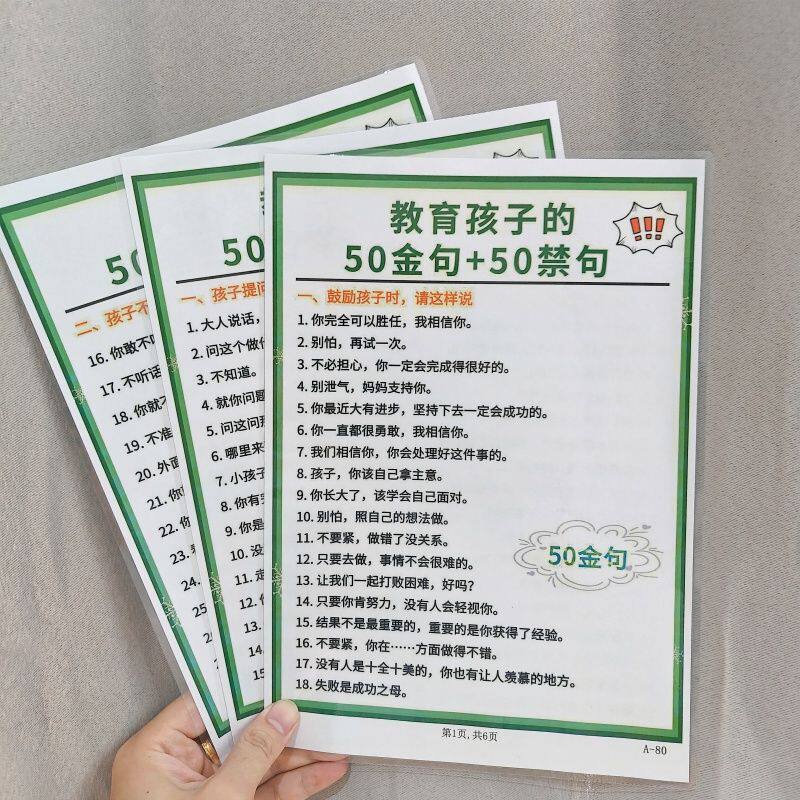 教育孩子的
50金句+50禁句
!!!
一、鼓励孩子时，请这样说
1. 你完全可以胜任，我相信你。
2. 别怕，再试一次。
3. 不必担心，你一定会完成得很好的。
4. 别泄气，妈妈支持你。
5. 你最近大有进步，坚持下去一定会成功的。
6. 你一直都很勇敢，我相信你。
7. 我们相信你，你会处理好这件事的。
8. 孩子，你该自己拿主意。
9. 你长大了，该学会自己面对。
10. 别怕，照自己的想法做。
11. 不要紧，做错了没关系。
12. 只要去做，事情不会很难的。
13. 让我们一起打败困难，好吗？
14. 只要你肯努力，没有人会轻视你。
15. 结果不是最重要的，重要的是你获得了经验。
16. 不要紧，你在……方面做得不错。
17. 没有人是十全十美的，你也有让人羡慕的地方。
18. 失败是成功之母。
50金句
第1页，共6页
A-80
50
一、孩子提问
1. 大人说话，
2. 问这个做
3. 不知道。
4. 就你问题
5. 问这问
6. 哪里来
7. 小孩子
8. 你有
9. 你是
10. 没
11. 走
12.
13.
14.
15
50
二、孩子不
16. 你敢不
17. 不听话
18. 你就
19. 不准
20. 外面
21. 你
22. 你
23.
24.
25